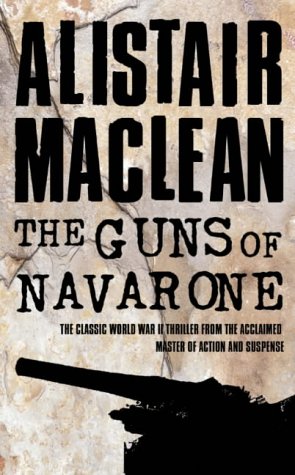 ALISTAIR
MACLEAN
THE GUNS OF
NAVARONE
THE CLASSIC WORLD WAR II THRILLER FROM THE ACCLAIMED
MASTER OF ACTION AND SUSPENSE